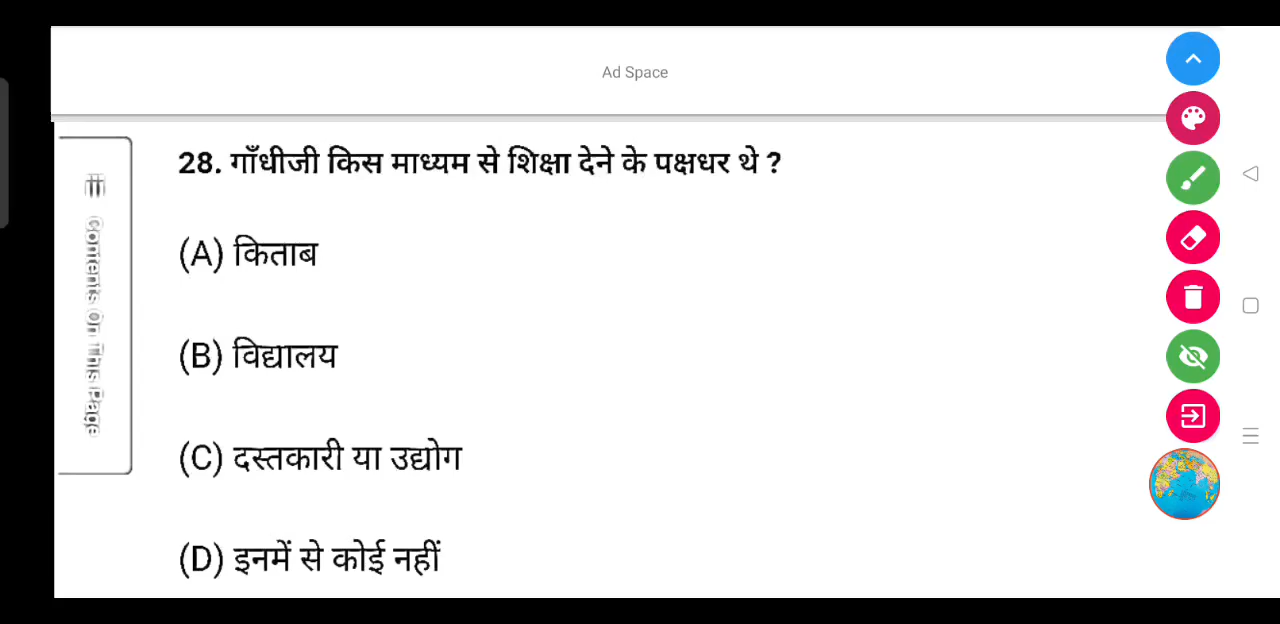 Ad Space
28. गाँधीजी किस माध्यम से शिक्षा देने के पक्षधर थे ?
Contents On This Page
(A) किताब
(B) विद्यालय
(C) दस्तकारी या उद्योग
(D) इनमें से कोई नहीं